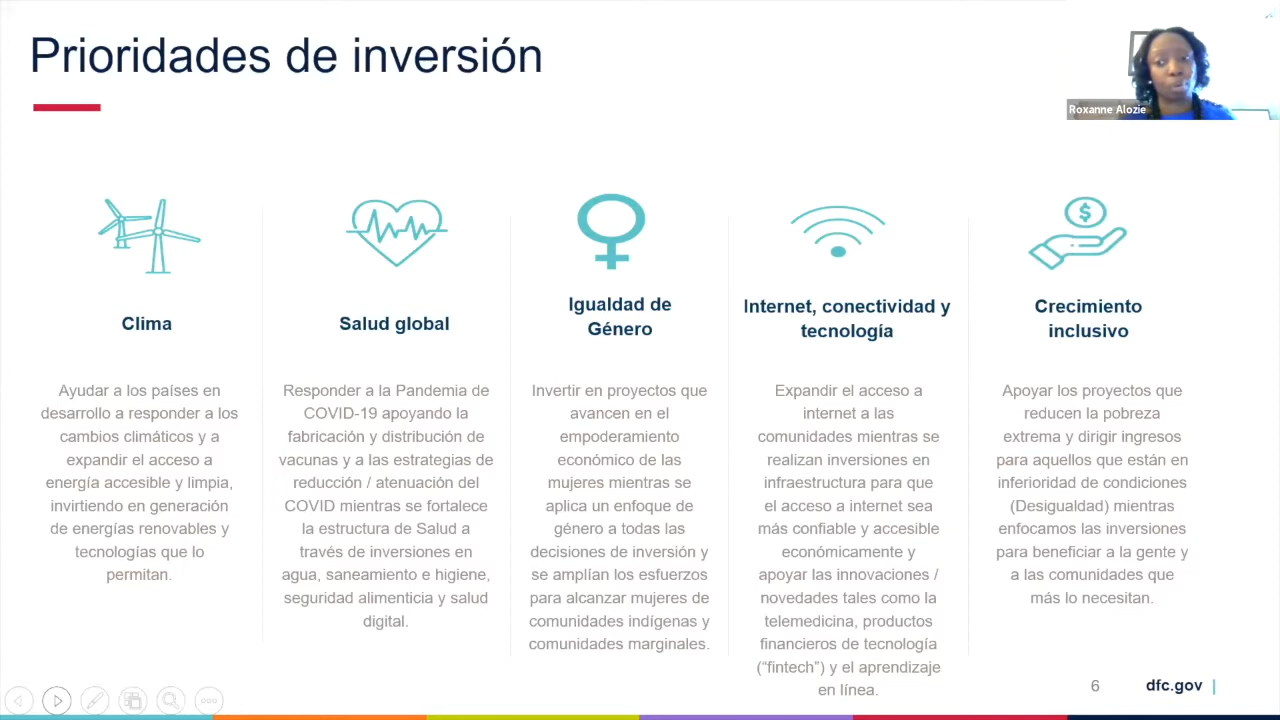 Prioridades de inversión
Roxanne Alozie
Clima
Ayudar a los países en
desarrollo a responder a los
cambios climáticos y a
expandir el acceso a
energía accesible y limpia,
invirtiendo en generación
de energías renovables y
tecnologías que lo
permitan.
Salud global
Responder a la Pandemia de
COVID-19 apoyando la
fabricación y distribución de
vacunas y a las estrategias de
reducción / atenuación del
COVID mientras se fortalece
la estructura de Salud a
través de inversiones en
agua, saneamiento e higiene,
seguridad alimenticia y salud
digital.
Igualdad de
Género
Invertir en proyectos que
avancen en el
empoderamiento
económico de las
mujeres mientras se
aplica un enfoque de
género a todas las
decisiones de inversión y
se amplían los esfuerzos
para alcanzar mujeres de
comunidades indígenas y
comunidades marginales.
Internet, conectividad y
tecnología
Expandir el acceso a
internet a las
comunidades mientras se
realizan inversiones en
infraestructura para que
el acceso a internet sea
más confiable y accesible
económicamente y
apoyar las innovaciones /
novedades tales como la
telemedicina, productos
financieros de tecnología
(“fintech”) y el aprendizaje
en línea.
$
Crecimiento
inclusivo
Apoyar los proyectos que
reducen la pobreza
extrema y dirigir ingresos
para aquellos que están en
inferioridad de condiciones
(Desigualdad) mientras
enfocamos las inversiones
para beneficiar a la gente y
a las comunidades que
más lo necesitan.
6
dfc.gov |